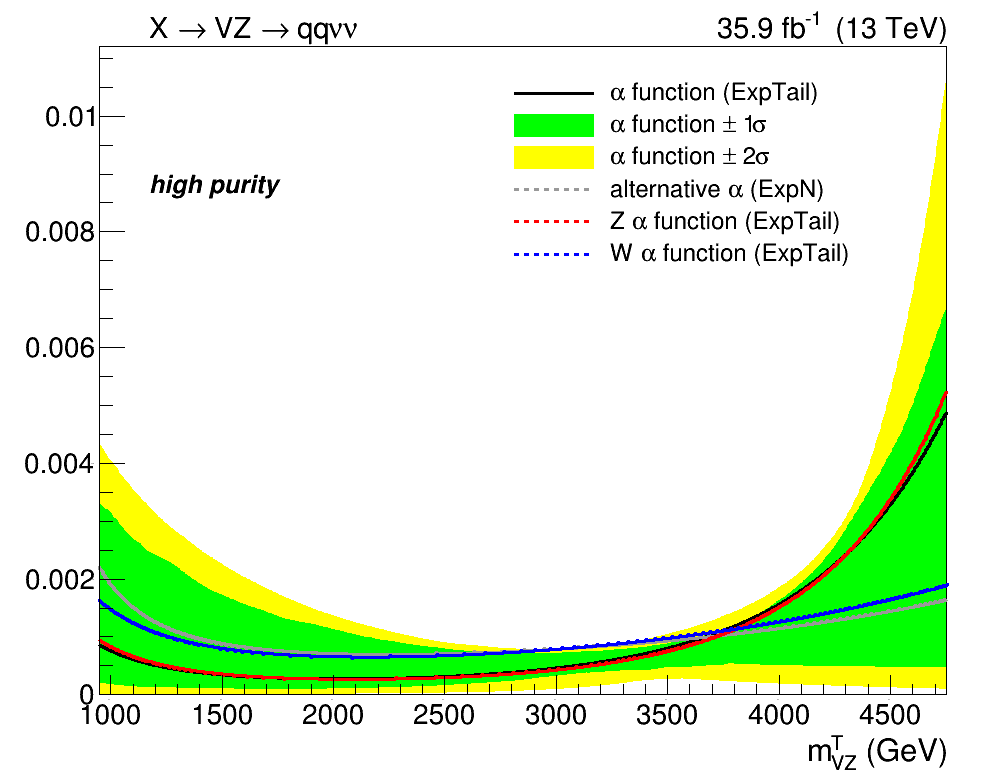 X → VZ → qqνν
35.9 fb⁻¹ (13 TeV)
α function (ExpTail)
α function ± 1σ
α function ± 2σ
alternative α (ExpN)
Z α function (ExpTail)
W α function (ExpTail)
high purity
0.01
0.008
0.006
0.004
0.002
0
1000 1500 2000 2500 3000 3500 4000 4500
m^T_VZ (GeV)